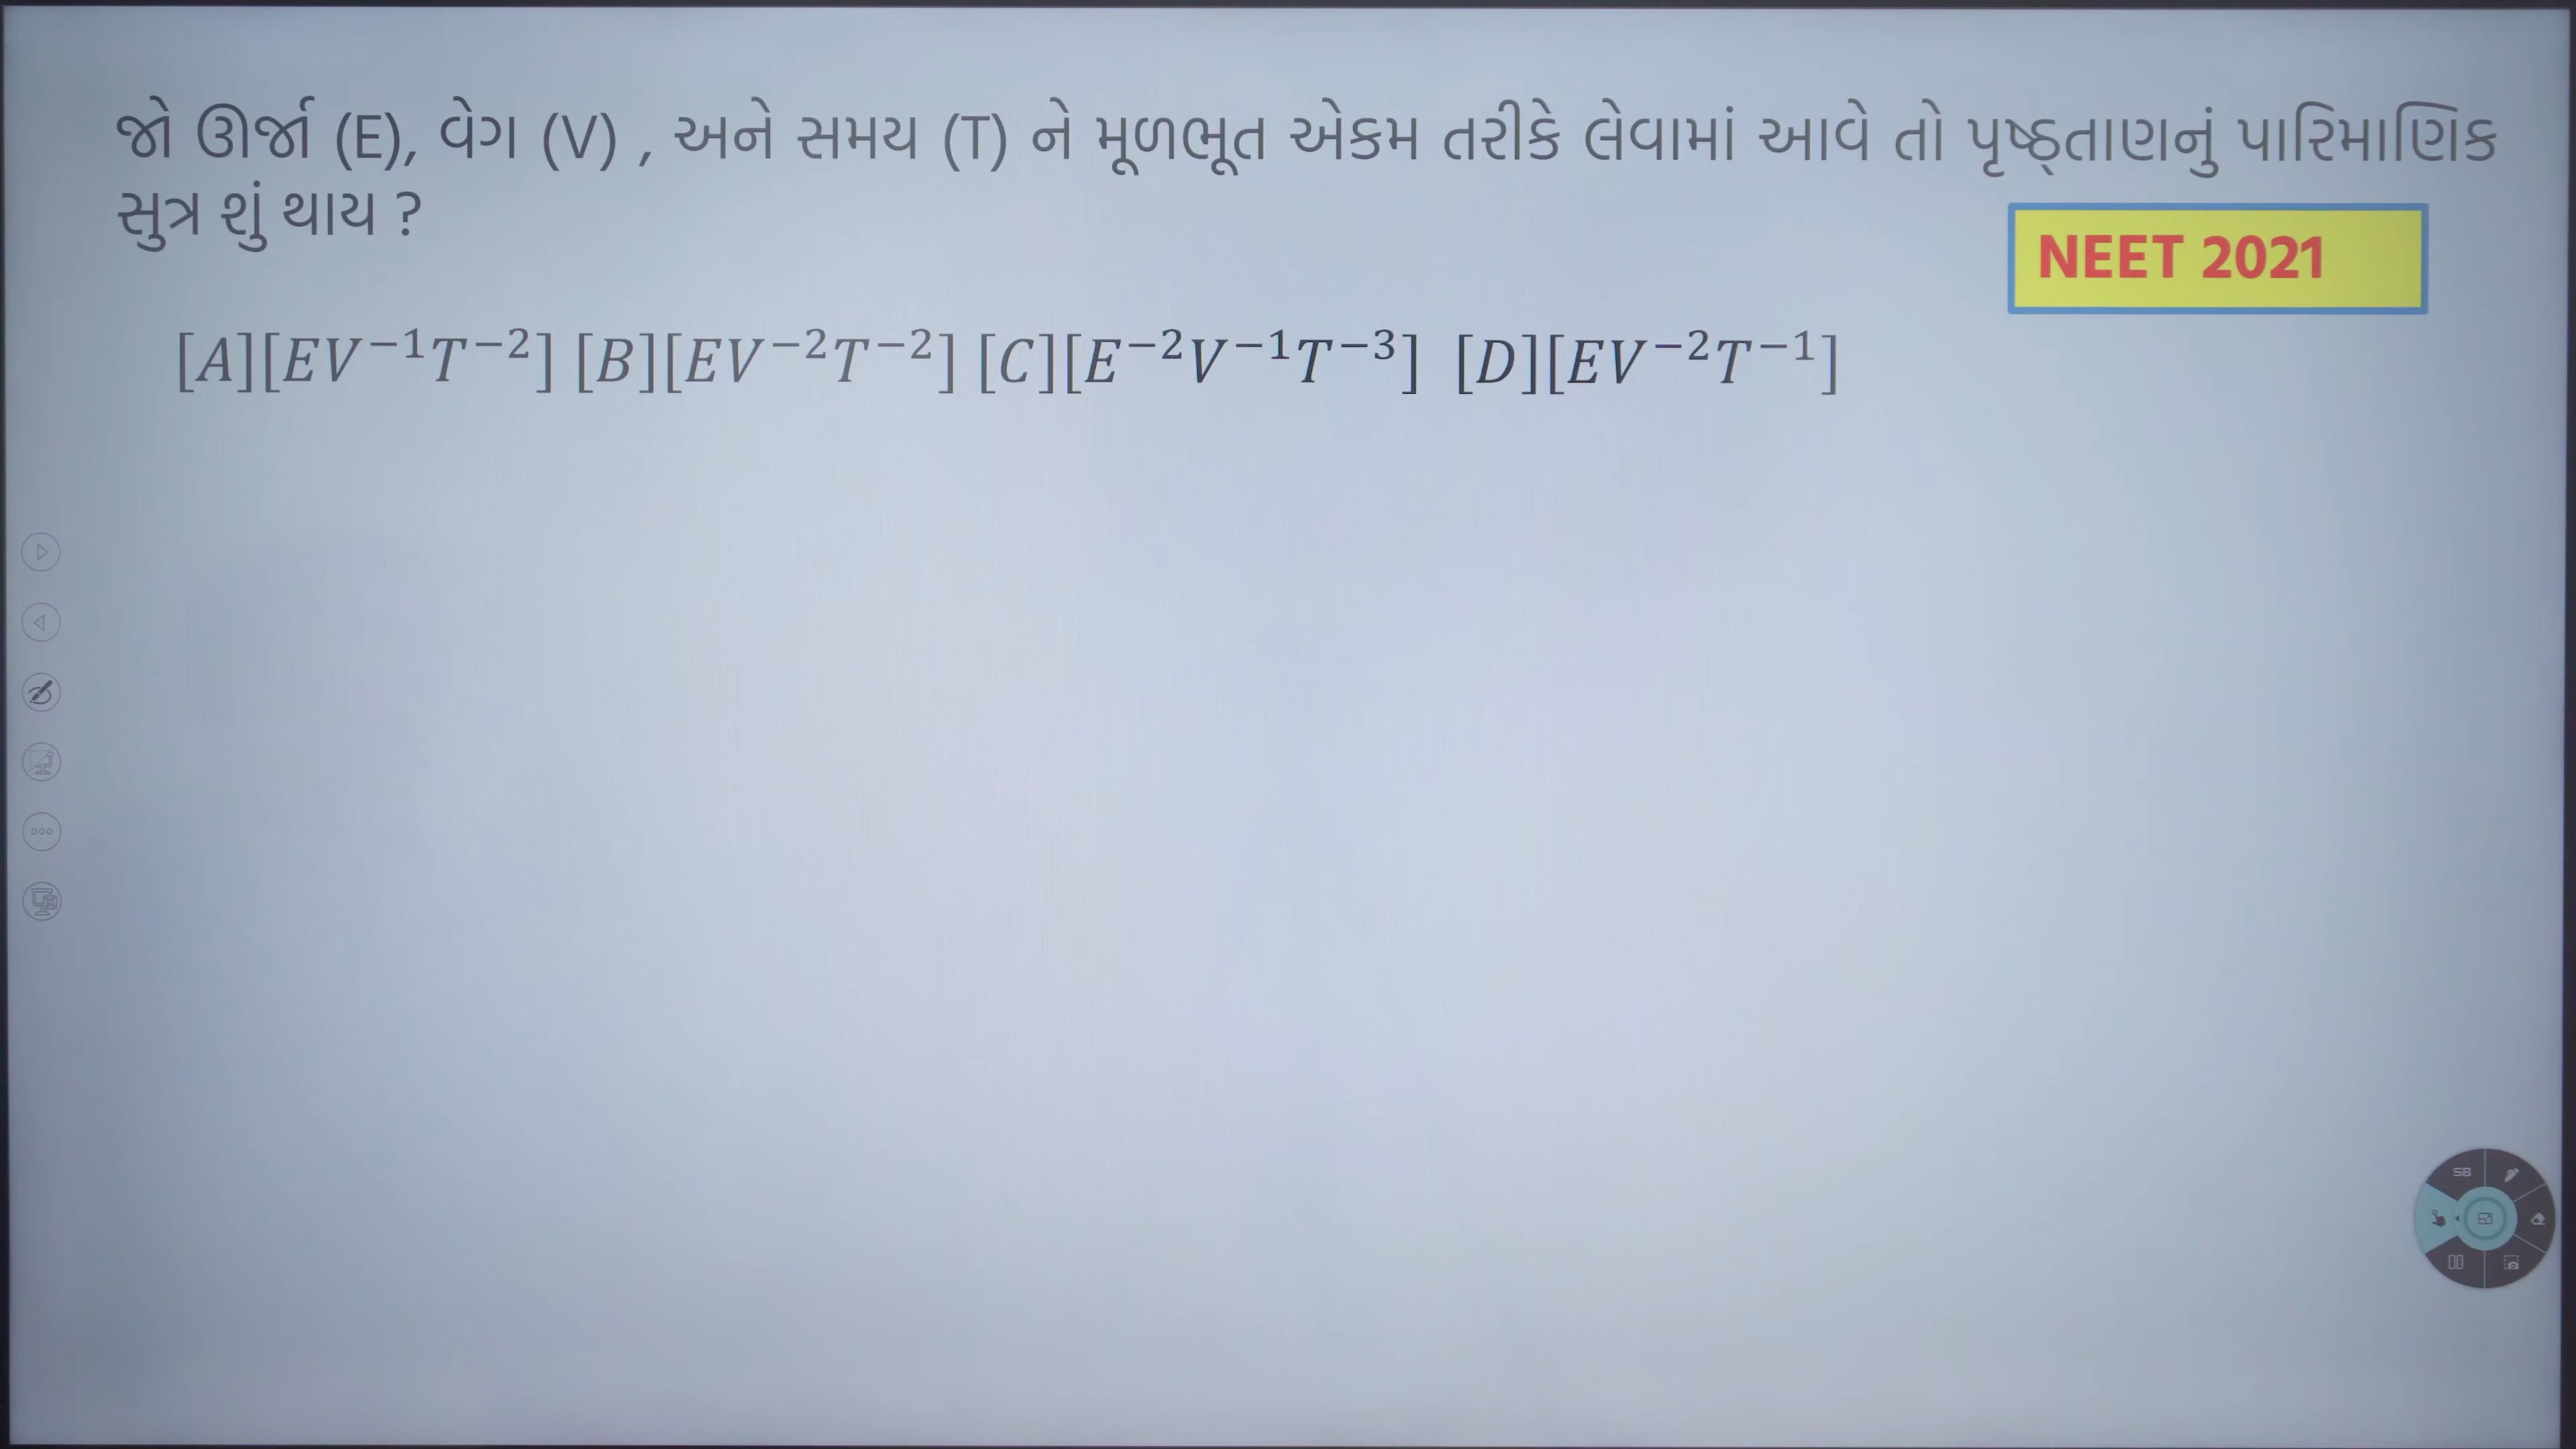 જો ઊર્જા (E), વેગ (V) , અને સમય (T) ને મૂળભૂત એકમ તરીકે લેવામાં આવે તો પૃષ્ઠ્તાણનું પારિમાણિક
સુત્ર શું થાય ?
NEET 2021
[A][EV⁻¹T⁻²] [B][EV⁻²T⁻²] [C][E⁻²V⁻¹T⁻³] [D][EV⁻²T⁻¹]
SB